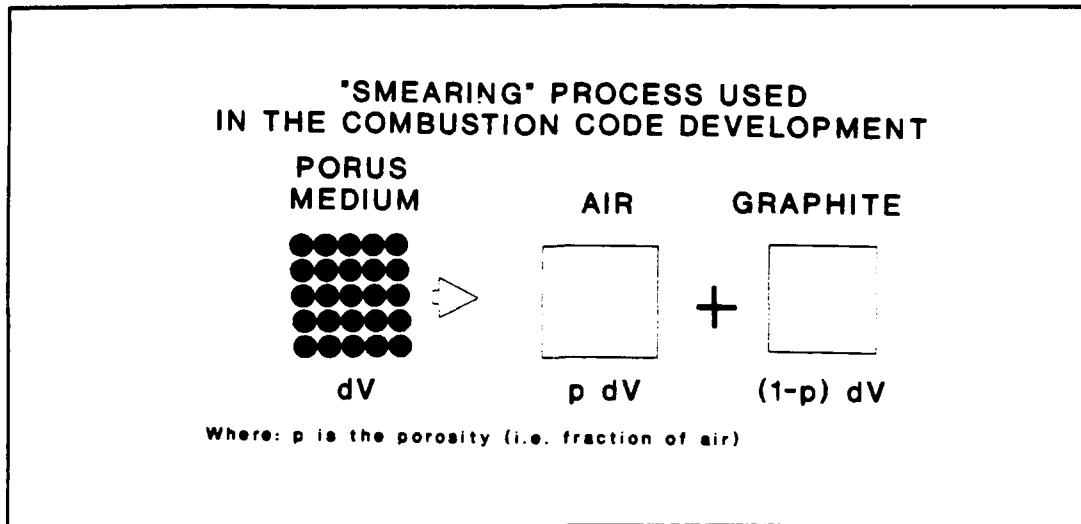 "SMEARING" PROCESS USED
IN THE COMBUSTION CODE DEVELOPMENT
PORUS
MEDIUM
AIR
GRAPHITE
+
dV
p dV
(1-p) dV
Where: p is the porosity (i.e. fraction of air)